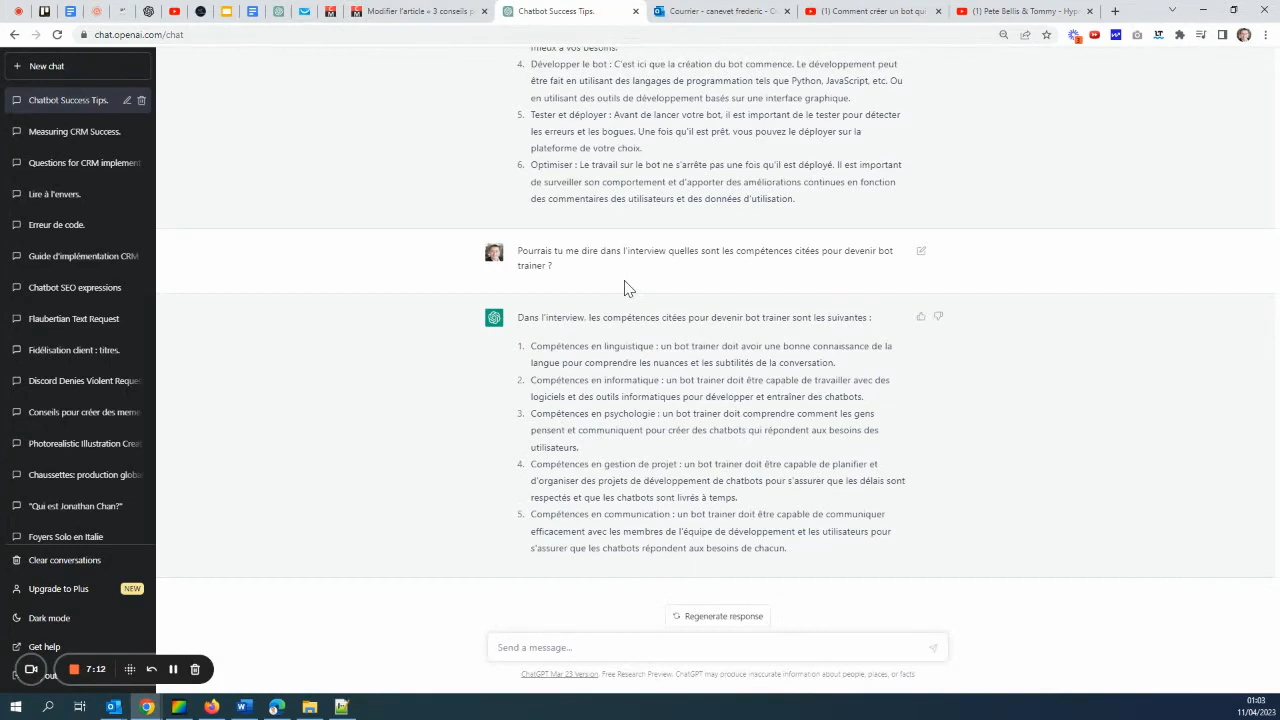 Modifier l'article « 3 conseils p
Chatbot Success Tips.
Courrier - canevet frederic - O
(1) Comment creer un bot qui
(1) Pete Bellis & Tommy - Hyp
chat.openai.com/chat
2
New chat
Chatbot Success Tips.
Measuring CRM Success.
Questions for CRM implement
Lire à l'envers.
Erreur de code.
Guide d'implémentation CRM
Chatbot SEO expressions
Flaubertian Text Request
Fidélisation client : titres.
Discord Denies Violent Reques
Conseils pour créer des meme
Photorealistic Illustration Crea
Chaussettes: production globa
"Qui est Jonathan Chan?"
Foyers Solo en Italie
Clear conversations
Upgrade to Plus NEW
Dark mode
Get help
7:12
mieux à vos besoins.
4. Développer le bot : C'est ici que la création du bot commence. Le développement peut
être fait en utilisant des langages de programmation tels que Python, JavaScript, etc. Ou
en utilisant des outils de développement basés sur une interface graphique.
5. Tester et déployer : Avant de lancer votre bot, il est important de le tester pour détecter
les erreurs et les bogues. Une fois qu'il est prêt, vous pouvez le déployer sur la
plateforme de votre choix.
6. Optimiser : Le travail sur le bot ne s'arrête pas une fois qu'il est déployé. Il est important
de surveiller son comportement et d'apporter des améliorations continues en fonction
des commentaires des utilisateurs et des données d'utilisation.
Pourrais tu me dire dans l'interview quelles sont les compétences citées pour devenir bot
trainer ?
Dans l'interview, les compétences citées pour devenir bot trainer sont les suivantes :
1. Compétences en linguistique : un bot trainer doit avoir une bonne connaissance de la
langue pour comprendre les nuances et les subtilités de la conversation.
2. Compétences en informatique : un bot trainer doit être capable de travailler avec des
logiciels et des outils informatiques pour développer et entraîner des chatbots.
3. Compétences en psychologie : un bot trainer doit comprendre comment les gens
pensent et communiquent pour créer des chatbots qui répondent aux besoins des
utilisateurs.
4. Compétences en gestion de projet : un bot trainer doit être capable de planifier et
d'organiser des projets de développement de chatbots pour s'assurer que les délais sont
respectés et que les chatbots sont livrés à temps.
5. Compétences en communication : un bot trainer doit être capable de communiquer
efficacement avec les membres de l'équipe de développement et les utilisateurs pour
s'assurer que les chatbots répondent aux besoins de chacun.
Regenerate response
Send a message...
ChatGPT Mar 23 Version. Free Research Preview. ChatGPT may produce inaccurate information about people, places, or facts
01:03
11/04/2023